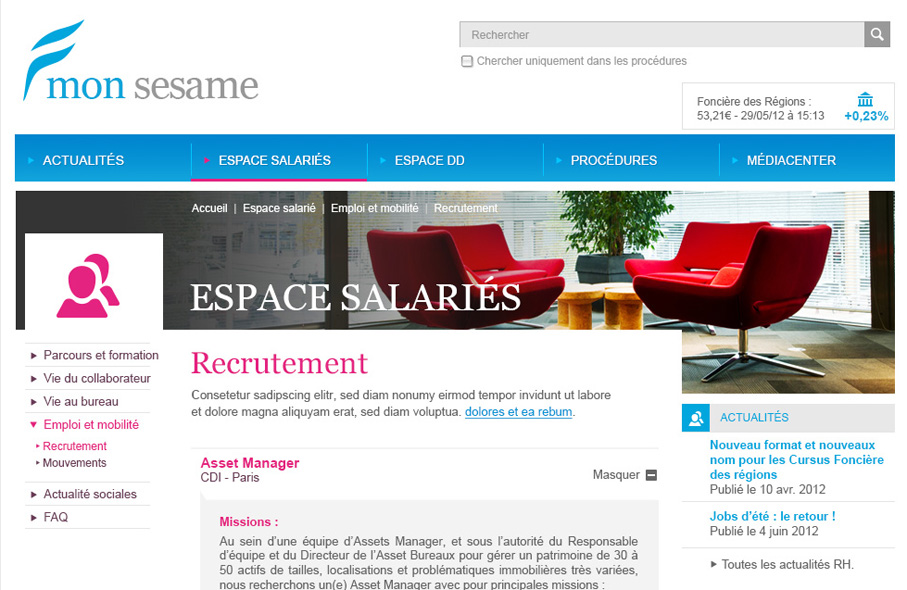 mon sesame
Rechercher
Chercher uniquement dans les procédures
Foncière des Régions :
53,21€ - 29/05/12 à 15:13
+0,23%
ACTUALITÉS
ESPACE SALARIÉS
ESPACE DD
PROCÉDURES
MÉDIACENTER
Accueil | Espace salarié | Emploi et mobilité | Recrutement
ESPACE SALARIÉS
Parcours et formation
Vie du collaborateur
Vie au bureau
Emploi et mobilité
Recrutement
Mouvements
Actualité sociales
FAQ
Recrutement
Consetetur sadipscing elitr, sed diam nonumy eirmod tempor invidunt ut labore
et dolore magna aliquyam erat, sed diam voluptua. dolores et ea rebum.
Asset Manager
CDI - Paris
Masquer
Missions :
Au sein d’une équipe d’Assets Manager, et sous l’autorité du Responsable
d’équipe et du Directeur de l’Asset Bureaux pour gérer un patrimoine de 30 à
50 actifs de tailles, localisations et problématiques immobilières très variées,
nous recherchons un(e) Asset Manager avec pour principales missions :
ACTUALITÉS
Nouveau format et nouveaux
nom pour les Cursus Foncière
des régions
Publié le 10 avr. 2012
Jobs d’été : le retour !
Publié le 4 juin 2012
Toutes les actualités RH.